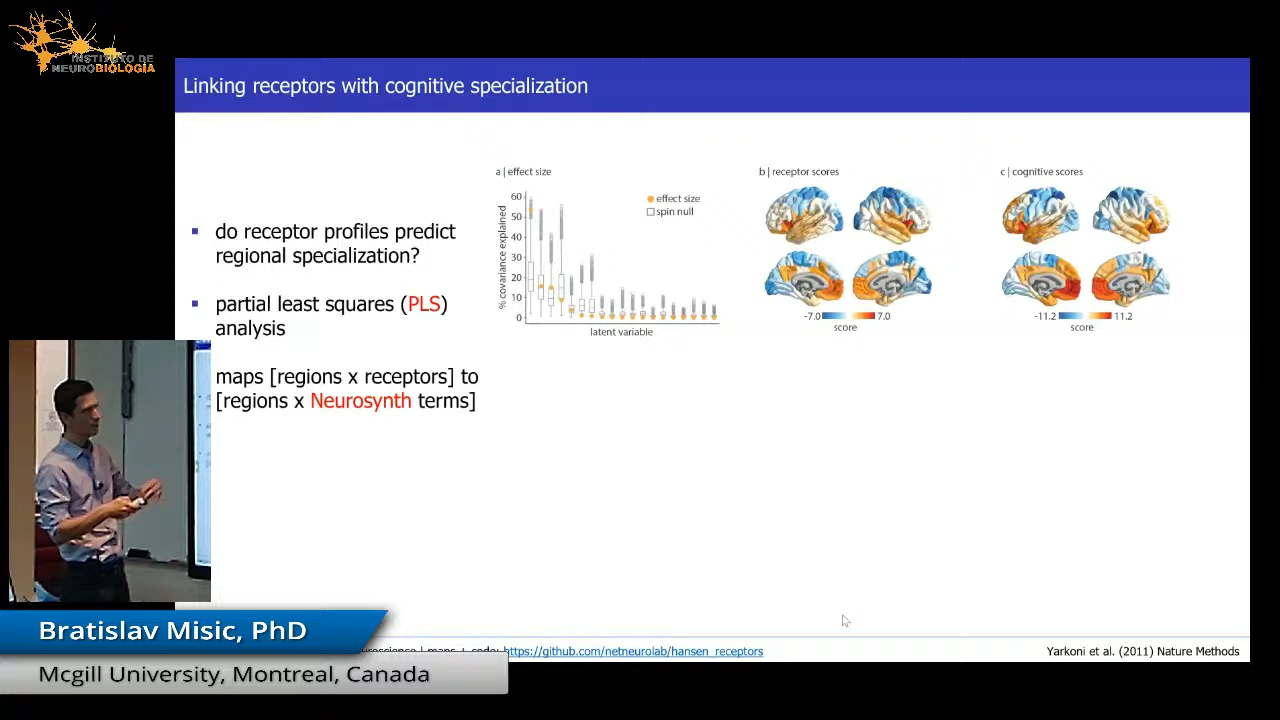 INSTITUTO DE
NEUROBIOLOGÍA
Linking receptors with cognitive specialization
do receptor profiles predict
regional specialization?
partial least squares (PLS)
analysis
maps [regions x receptors] to
[regions x Neurosynth terms]
a | effect size
60
50
40
30
20
10
0
% covariance explained
effect size
spin null
latent variable
b | receptor scores
-7.0 7.0
score
c | cognitive scores
-11.2 11.2
score
maps + code: https://github.com/netneurolab/hansen_receptors
Yarkoni et al. (2011) Nature Methods
Bratislav Misic, PhD
Mcgill University, Montreal, Canada